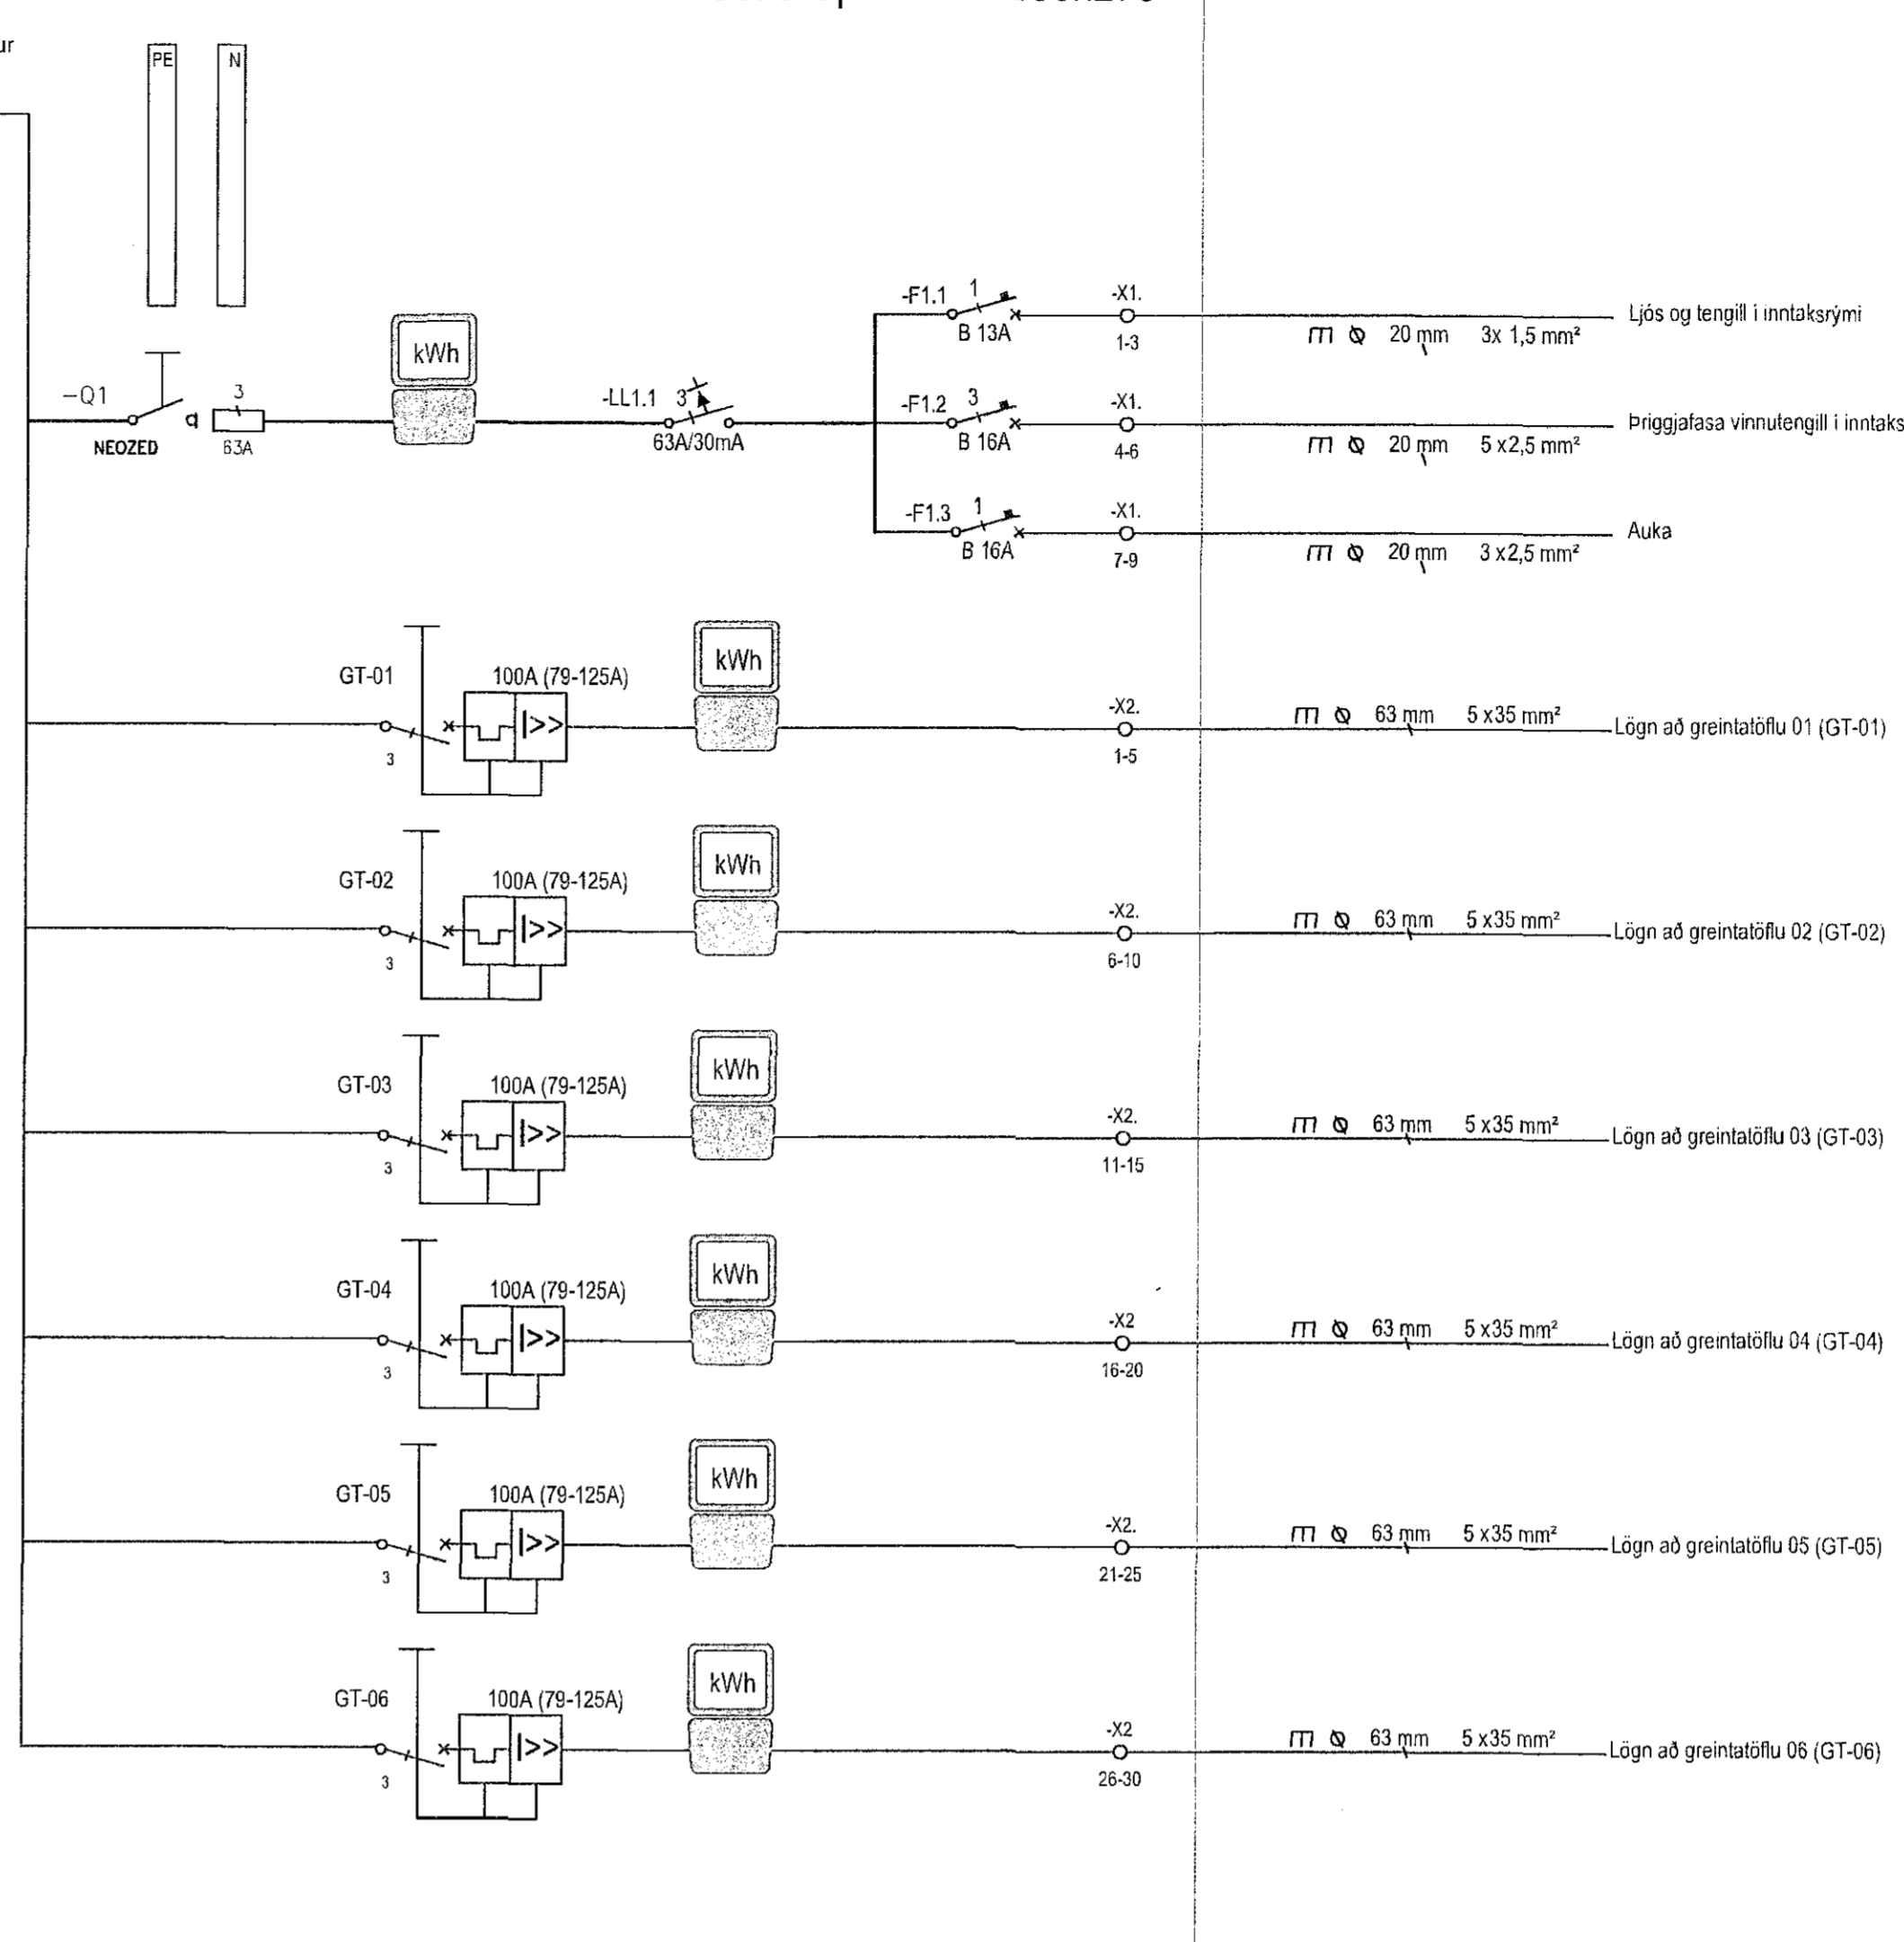 PE N
-F1.1 1 -X1. Ljós og tengill í inntaksrými
B 13A 1-3 20 mm 3x 1,5 mm²
kWh
-Q1 3 -LL1.1 3 -F1.2 3 -X1. Þriggjafasa vinnutengill í inntaks
NEOZED 63A 63A/30mA B 16A 4-6 20 mm 5 x2,5 mm²
-F1.3 1 -X1. Auka
B 16A 7-9 20 mm 3 x2,5 mm²
GT-01 100A (79-125A) kWh
3 -X2. 1-5 63 mm 5 x35 mm² Lögn að greintatöflu 01 (GT-01)
GT-02 100A (79-125A) kWh
3 -X2. 6-10 63 mm 5 x35 mm² Lögn að greintatöflu 02 (GT-02)
GT-03 100A (79-125A) kWh
3 -X2. 11-15 63 mm 5 x35 mm² Lögn að greintatöflu 03 (GT-03)
GT-04 100A (79-125A) kWh
3 -X2 16-20 63 mm 5 x35 mm² Lögn að greintatöflu 04 (GT-04)
GT-05 100A (79-125A) kWh
3 -X2. 21-25 63 mm 5 x35 mm² Lögn að greintatöflu 05 (GT-05)
GT-06 100A (79-125A) kWh
3 -X2 26-30 63 mm 5 x35 mm² Lögn að greintatöflu 06 (GT-06)